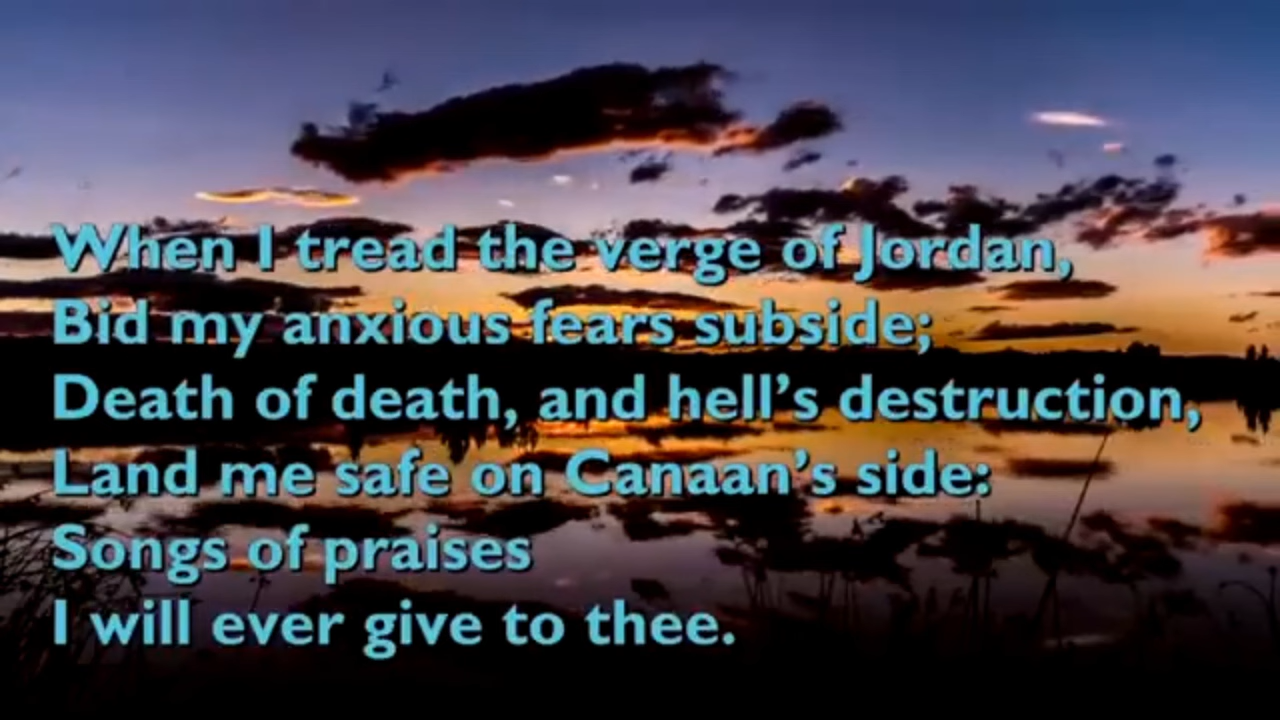 When I tread the verge of Jordan,
Bid my anxious fears subside;
Death of death, and hell’s destruction,
Land me safe on Canaan’s side:
Songs of praises
I will ever give to thee.